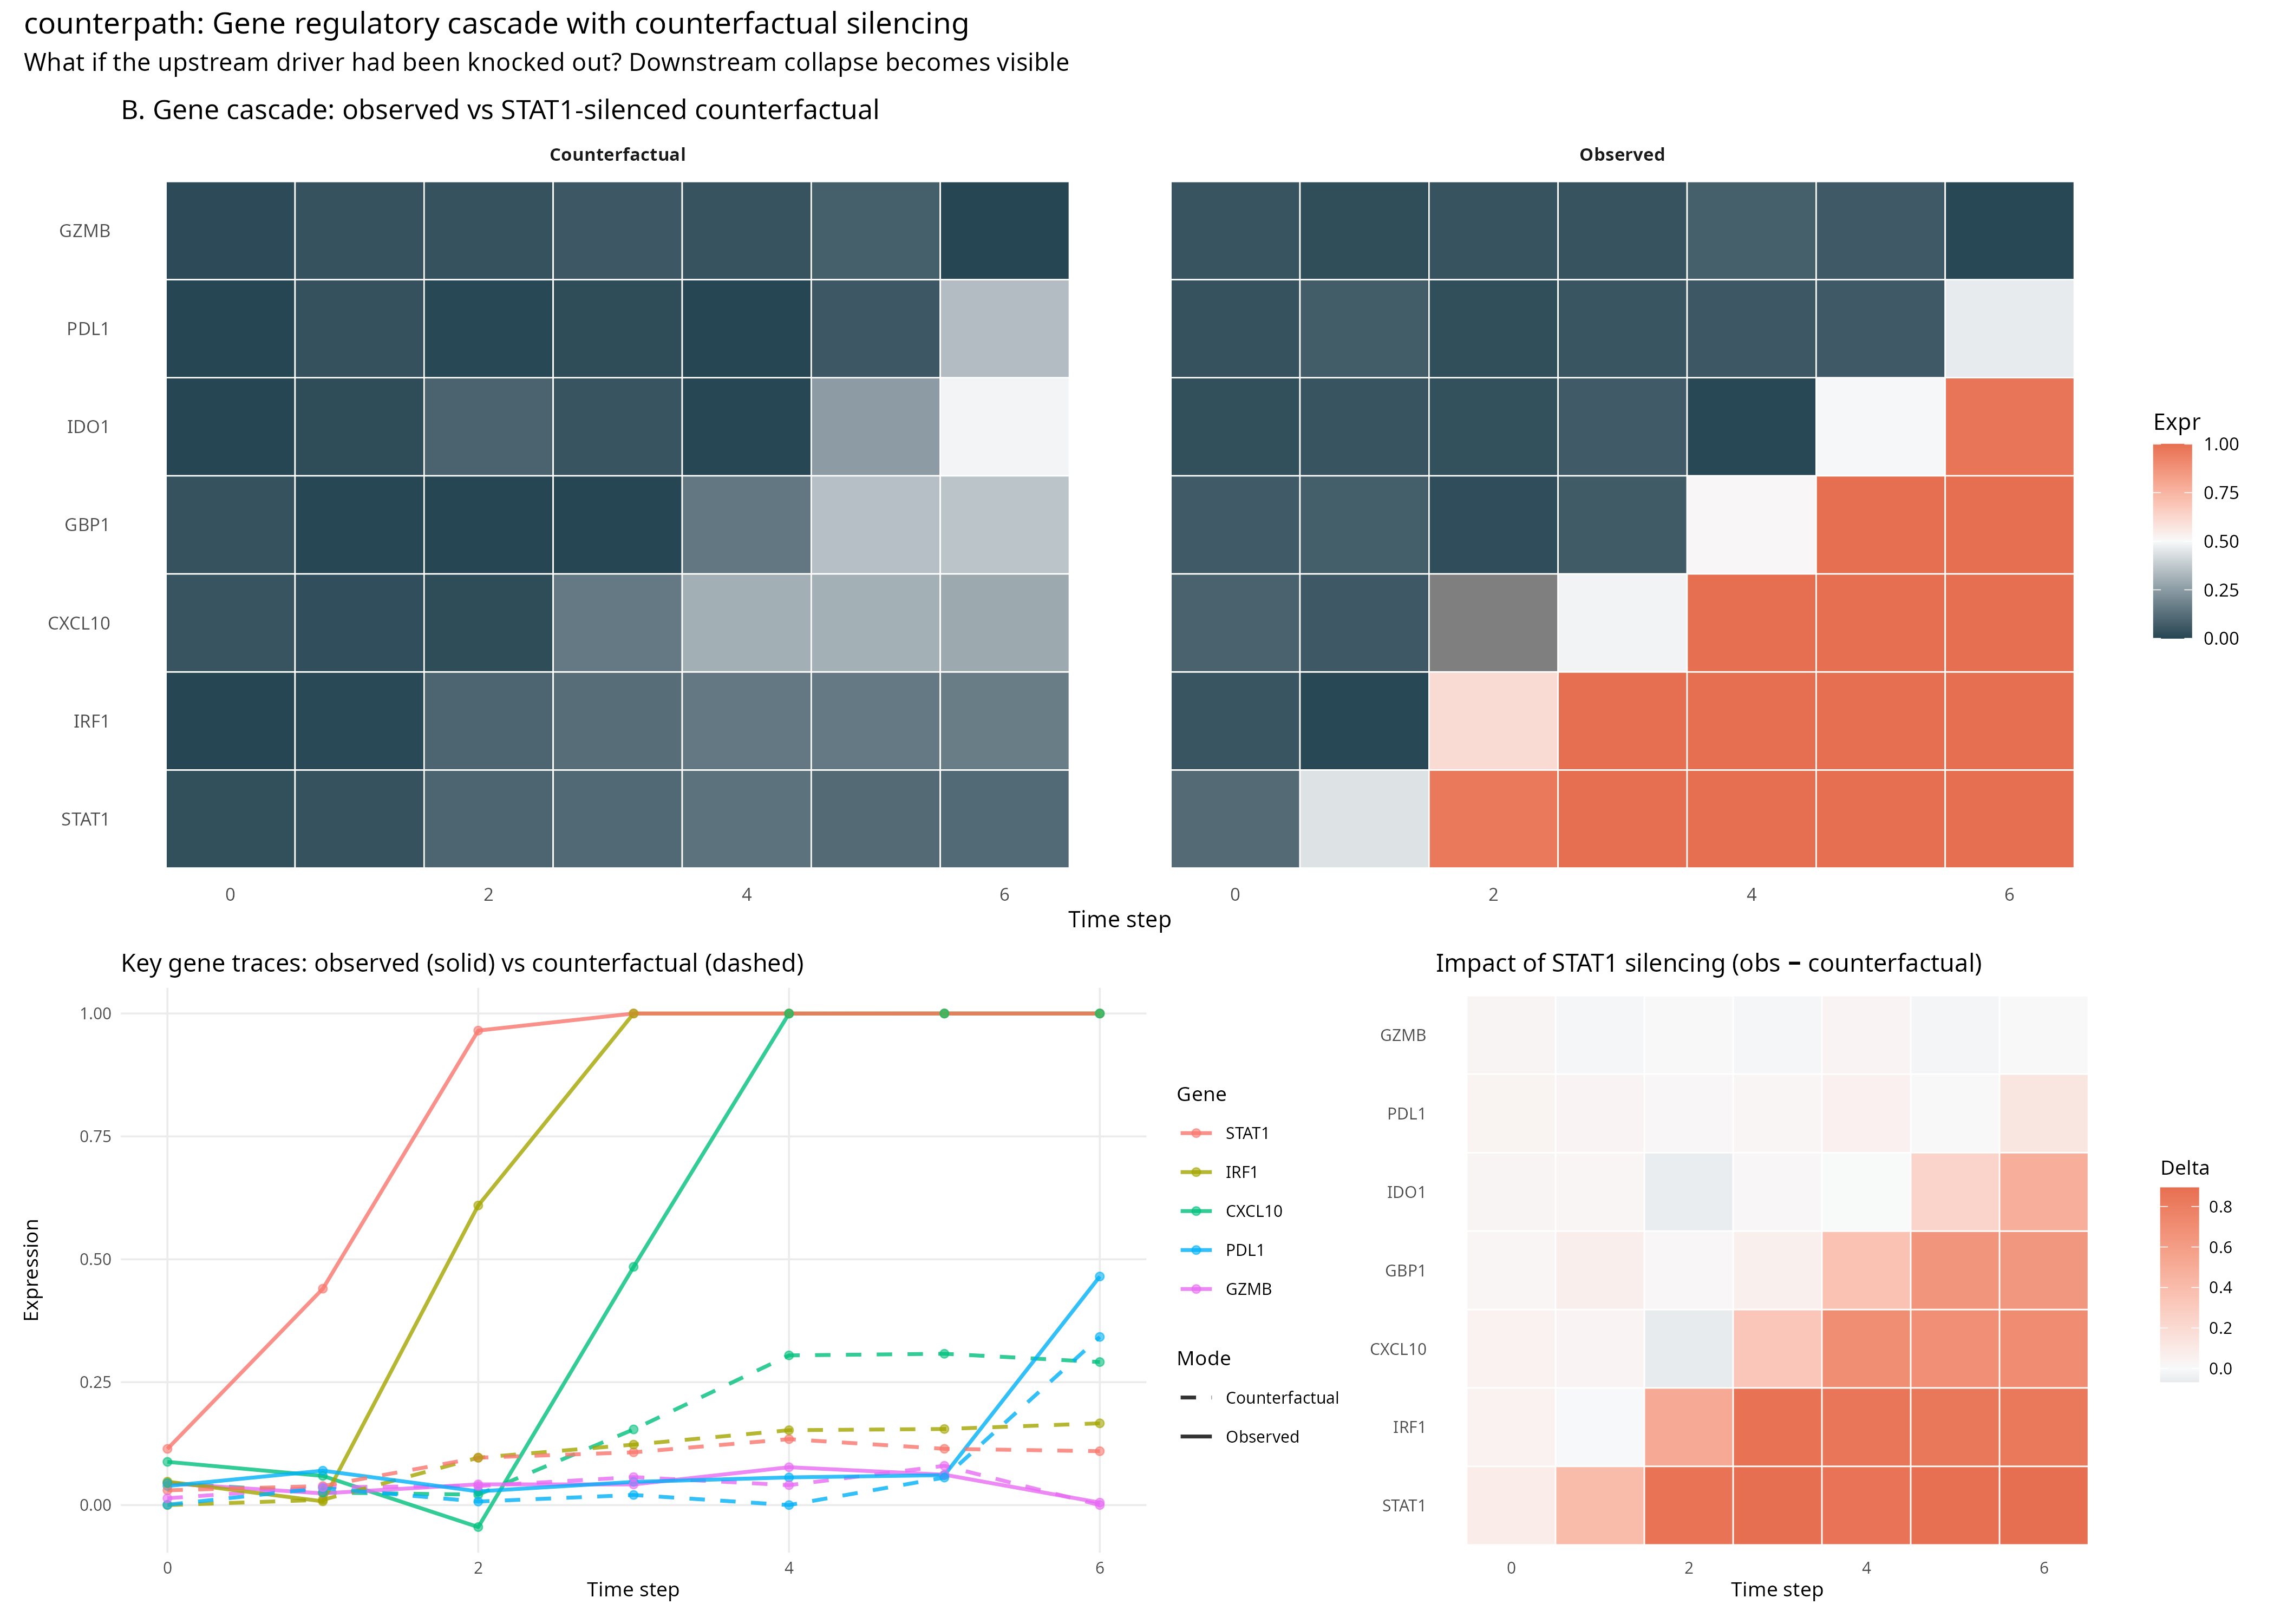 counterpath: Gene regulatory cascade with counterfactual silencing
What if the upstream driver had been knocked out? Downstream collapse becomes visible
B. Gene cascade: observed vs STAT1-silenced counterfactual
Counterfactual
Observed
GZMB
PDL1
IDO1
GBP1
CXCL10
IRF1
STAT1
0 2 4 6
0 2 4 6
Time step
Expr
1.00
0.75
0.50
0.25
0.00
Key gene traces: observed (solid) vs counterfactual (dashed)
Expression
1.00
0.75
0.50
0.25
0.00
0 2 4 6
Time step
Gene
STAT1
IRF1
CXCL10
PDL1
GZMB
Mode
Counterfactual
Observed
Impact of STAT1 silencing (obs − counterfactual)
GZMB
PDL1
IDO1
GBP1
CXCL10
IRF1
STAT1
0 2 4 6
Time step
Delta
0.8
0.6
0.4
0.2
0.0